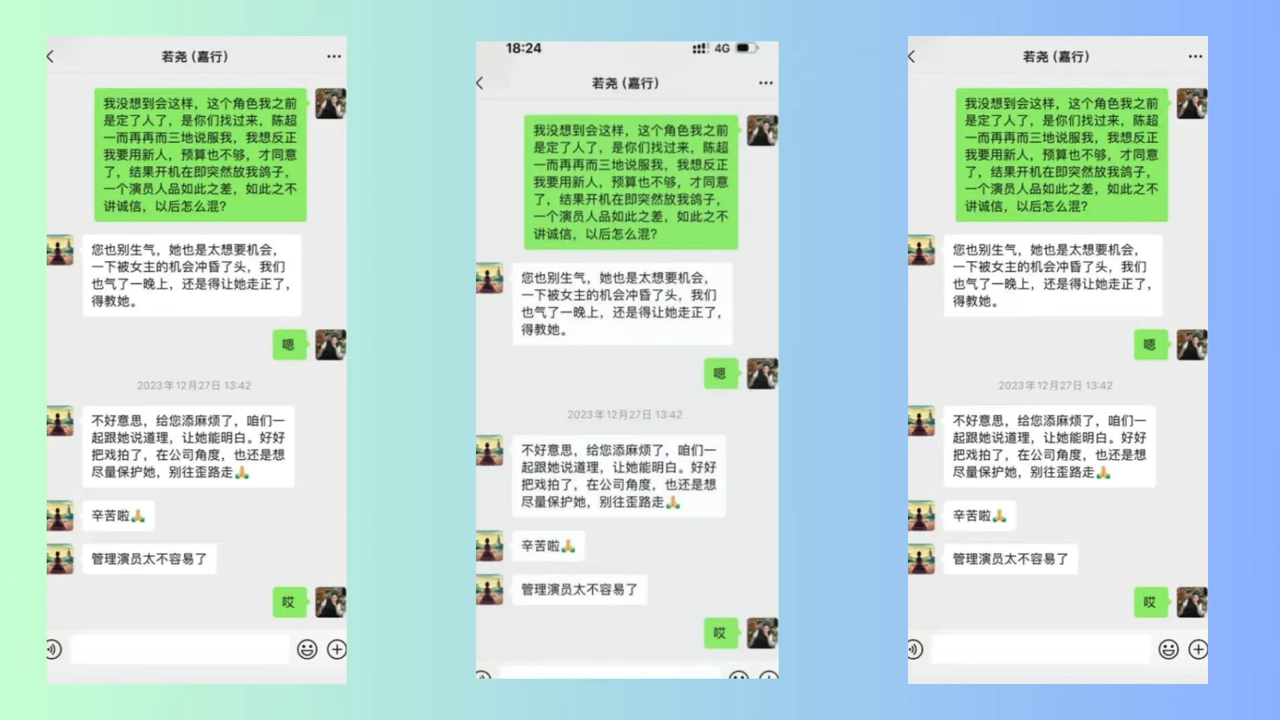 若尧（嘉行）
我没想到会这样，这个角色我之前
是定了人了，是你们找过来，陈超
一而再再而三地说服我，我想反正
我要用新人，预算也不够，才同意
了，结果开机在即突然放我鸽子，
一个演员人品如此之差，如此之不
讲诚信，以后怎么混？
您也别生气，她也是太想要机会，
一下被女主的机会冲昏了头，我们
也气了一晚上，还是得让她走正了，
得教她。
嗯
2023年12月27日 13:42
不好意思，给您添麻烦了，咱们一
起跟她说道理，让她能明白。好好
把戏拍了，在公司角度，也还是想
尽量保护她，别往歪路走🙏
辛苦啦🙏
管理演员太不容易了
哎
18:24
4G
若尧（嘉行）
我没想到会这样，这个角色我之前
是定了人了，是你们找过来，陈超
一而再再而三地说服我，我想反正
我要用新人，预算也不够，才同意
了，结果开机在即突然放我鸽子，
一个演员人品如此之差，如此之不
讲诚信，以后怎么混？
您也别生气，她也是太想要机会，
一下被女主的机会冲昏了头，我们
也气了一晚上，还是得让她走正了，
得教她。
嗯
2023年12月27日 13:42
不好意思，给您添麻烦了，咱们一
起跟她说道理，让她能明白。好好
把戏拍了，在公司角度，也还是想
尽量保护她，别往歪路走🙏
辛苦啦🙏
管理演员太不容易了
哎
若尧（嘉行）
我没想到会这样，这个角色我之前
是定了人了，是你们找过来，陈超
一而再再而三地说服我，我想反正
我要用新人，预算也不够，才同意
了，结果开机在即突然放我鸽子，
一个演员人品如此之差，如此之不
讲诚信，以后怎么混？
您也别生气，她也是太想要机会，
一下被女主的机会冲昏了头，我们
也气了一晚上，还是得让她走正了，
得教她。
嗯
2023年12月27日 13:42
不好意思，给您添麻烦了，咱们一
起跟她说道理，让她能明白。好好
把戏拍了，在公司角度，也还是想
尽量保护她，别往歪路走🙏
辛苦啦🙏
管理演员太不容易了
哎